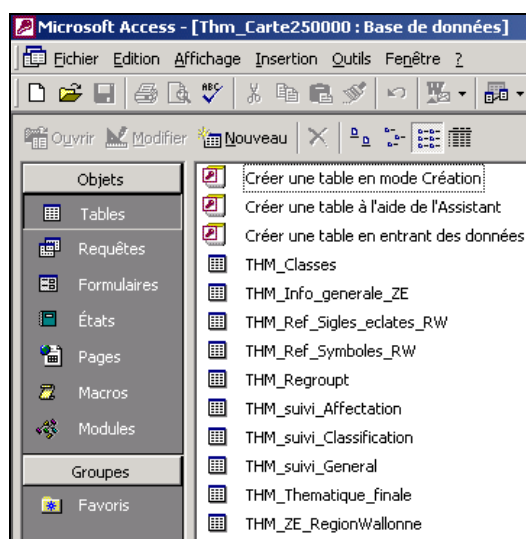 Microsoft Access - [Thm_Carte250000 : Base de données]
Fichier Edition Affichage Insertion Outils Fenêtre ?
ABC
Ouvrir Modifier Nouveau
Objets
Tables
Requêtes
Formulaires
États
Pages
Macros
Modules
Groupes
Favoris
Créer une table en mode Création
Créer une table à l'aide de l'Assistant
Créer une table en entrant des données
THM_Classes
THM_Info_generale_ZE
THM_Ref_Sigles_eclates_RW
THM_Ref_Symboles_RW
THM_Regroupt
THM_suivi_Affectation
THM_suivi_Classification
THM_suivi_General
THM_Thematique_finale
THM_ZE_RegionWallonne